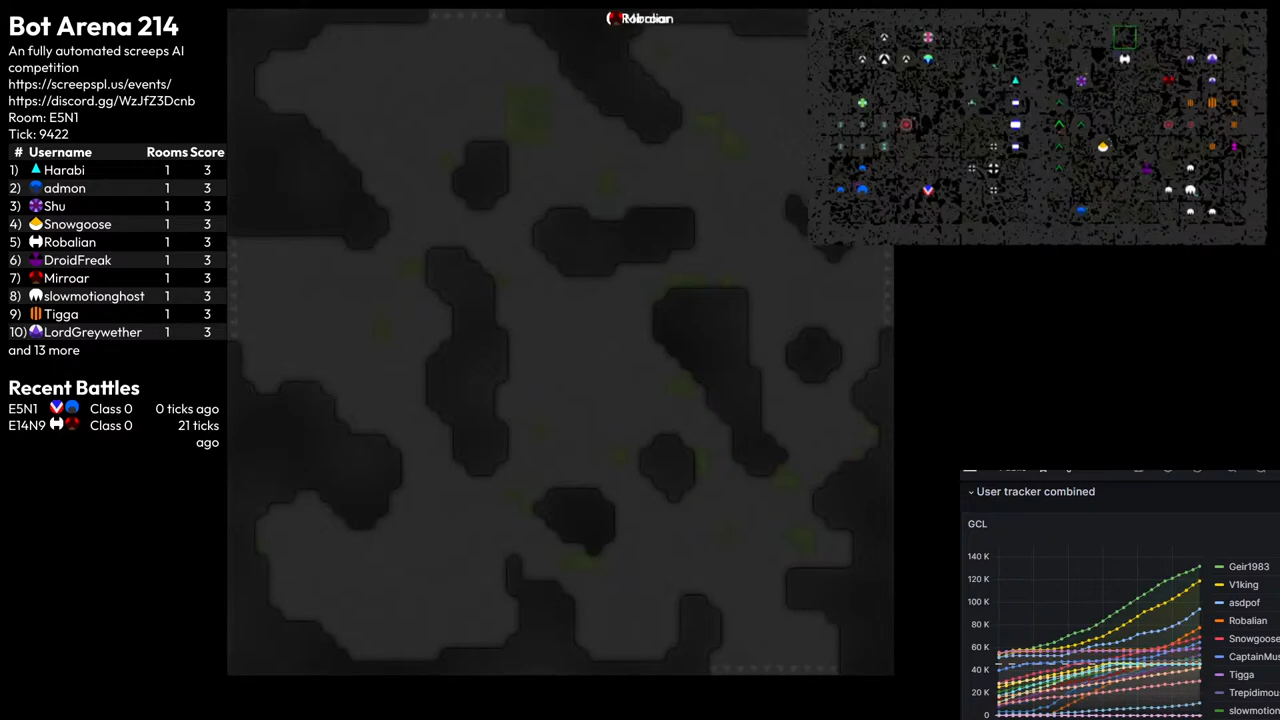 Bot Arena 214
An fully automated screeps AI
competition
https://screepspl.us/events/
https://discord.gg/WzJfZ3Dcnb
Room: E5N1
Tick: 9422
# Username Rooms Score
1) Harabi 1 3
2) admon 1 3
3) Shu 1 3
4) Snowgoose 1 3
5) Robalian 1 3
6) DroidFreak 1 3
7) Mirroar 1 3
8) slowmotionghost 1 3
9) Tigga 1 3
10) LordGreywether 1 3
and 13 more
Recent Battles
E5N1 Class 0 0 ticks ago
E14N9 Class 0 21 ticks
ago
User tracker combined
GCL
140 K
120 K
100 K
80 K
60 K
40 K
20 K
0
Geir1983
V1king
asdpof
Robalian
Snowgoose
CaptainMus
Tigga
Trepidimou
slowmotion